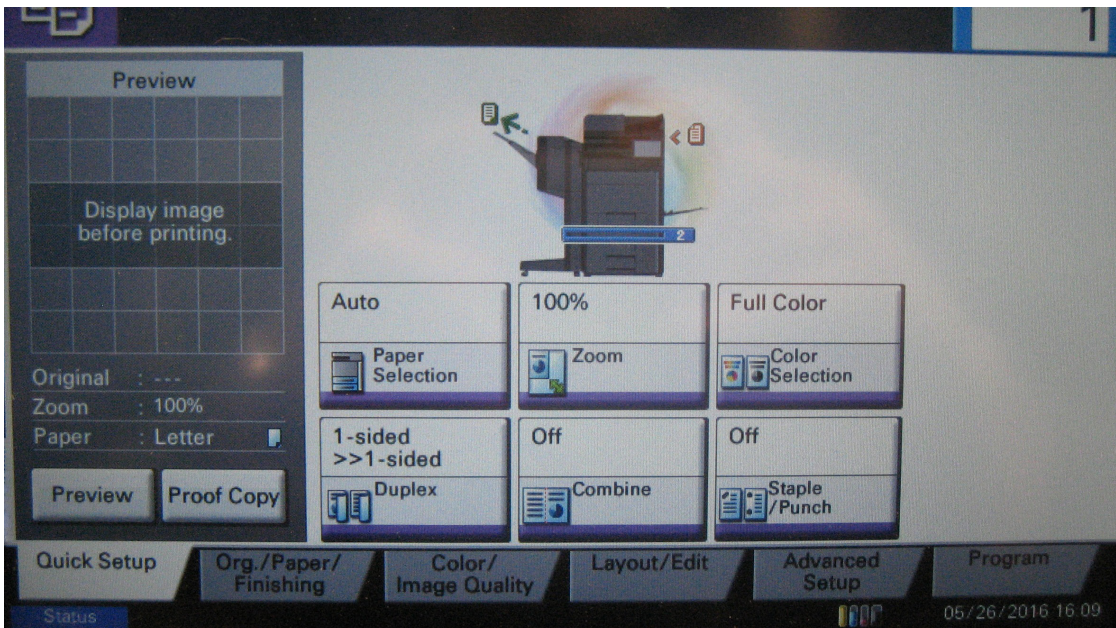 1
Preview
Display image
before printing.
Original : ---
Zoom : 100%
Paper : Letter
Preview
Proof Copy
2
Auto
Paper
Selection
100%
Zoom
Full Color
Color
Selection
1-sided
>>1-sided
Duplex
Off
Combine
Off
Staple
/Punch
Quick Setup
Org./Paper/
Finishing
Color/
Image Quality
Layout/Edit
Advanced
Setup
Program
Status
05/26/2016 16:09